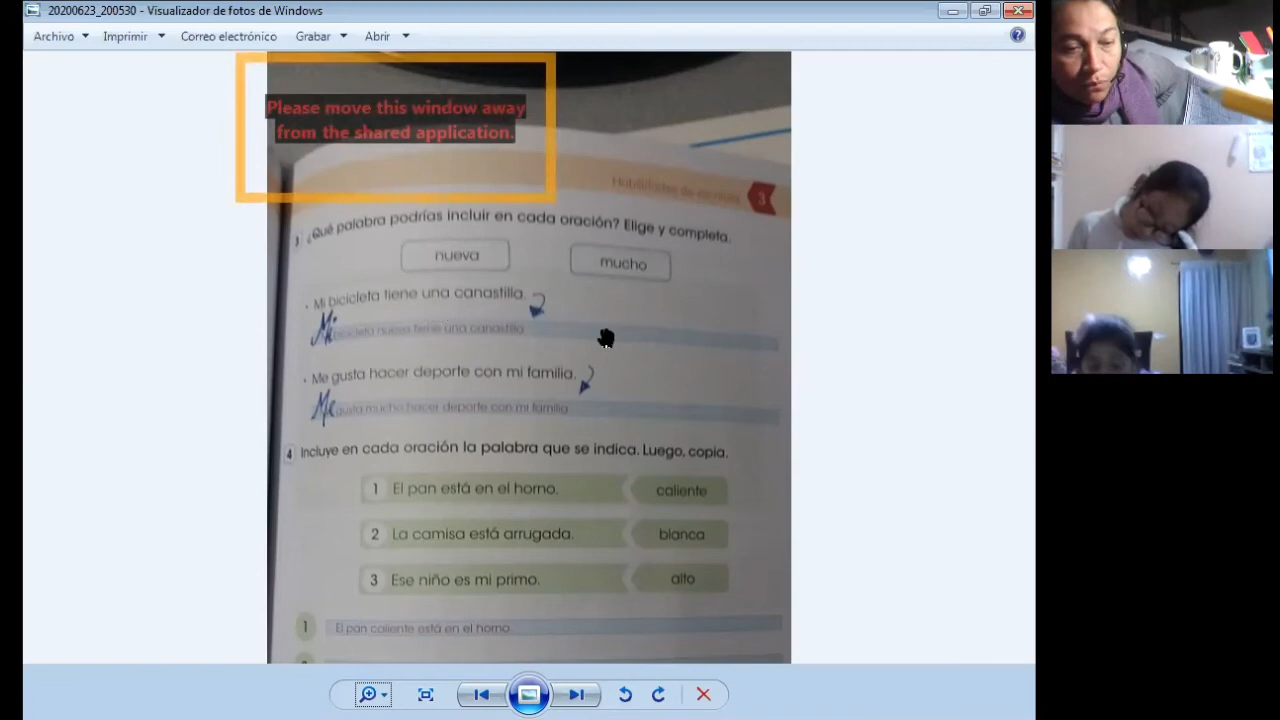 20200623_200530 - Visualizador de fotos de Windows
Archivo Imprimir Correo electrónico Grabar Abrir
Please move this window away
from the shared application.
Habilidades de escritura 3
3 ¿Qué palabra podrías incluir en cada oración? Elige y completa.
nueva mucho
· Mi bicicleta tiene una canastilla.
Mi bicicleta nueva tiene una canastilla
· Me gusta hacer deporte con mi familia.
Me gusta mucho hacer deporte con mi familia
4 Incluye en cada oración la palabra que se indica. Luego, copia.
1 El pan está en el horno. caliente
2 La camisa está arrugada. blanca
3 Ese niño es mi primo. alto
1 El pan caliente está en el horno.